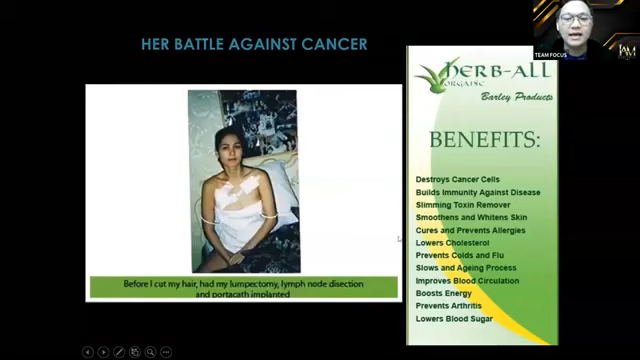 HER BATTLE AGAINST CANCER
Before I cut my hair, had my lumpectomy, lymph node disection
and portacath implanted
HERB-ALL
ORGANIC
Barley Products
BENEFITS:
Destroys Cancer Cells
Builds Immunity Against Disease
Slimming Toxin Remover
Smoothens and Whitens Skin
Cures and Prevents Allergies
Lowers Cholesterol
Prevents Colds and Flu
Slows and Ageing Process
Improves Blood Circulation
Boosts Energy
Prevents Arthritis
Lowers Blood Sugar
TEAM FOCUS
IAM